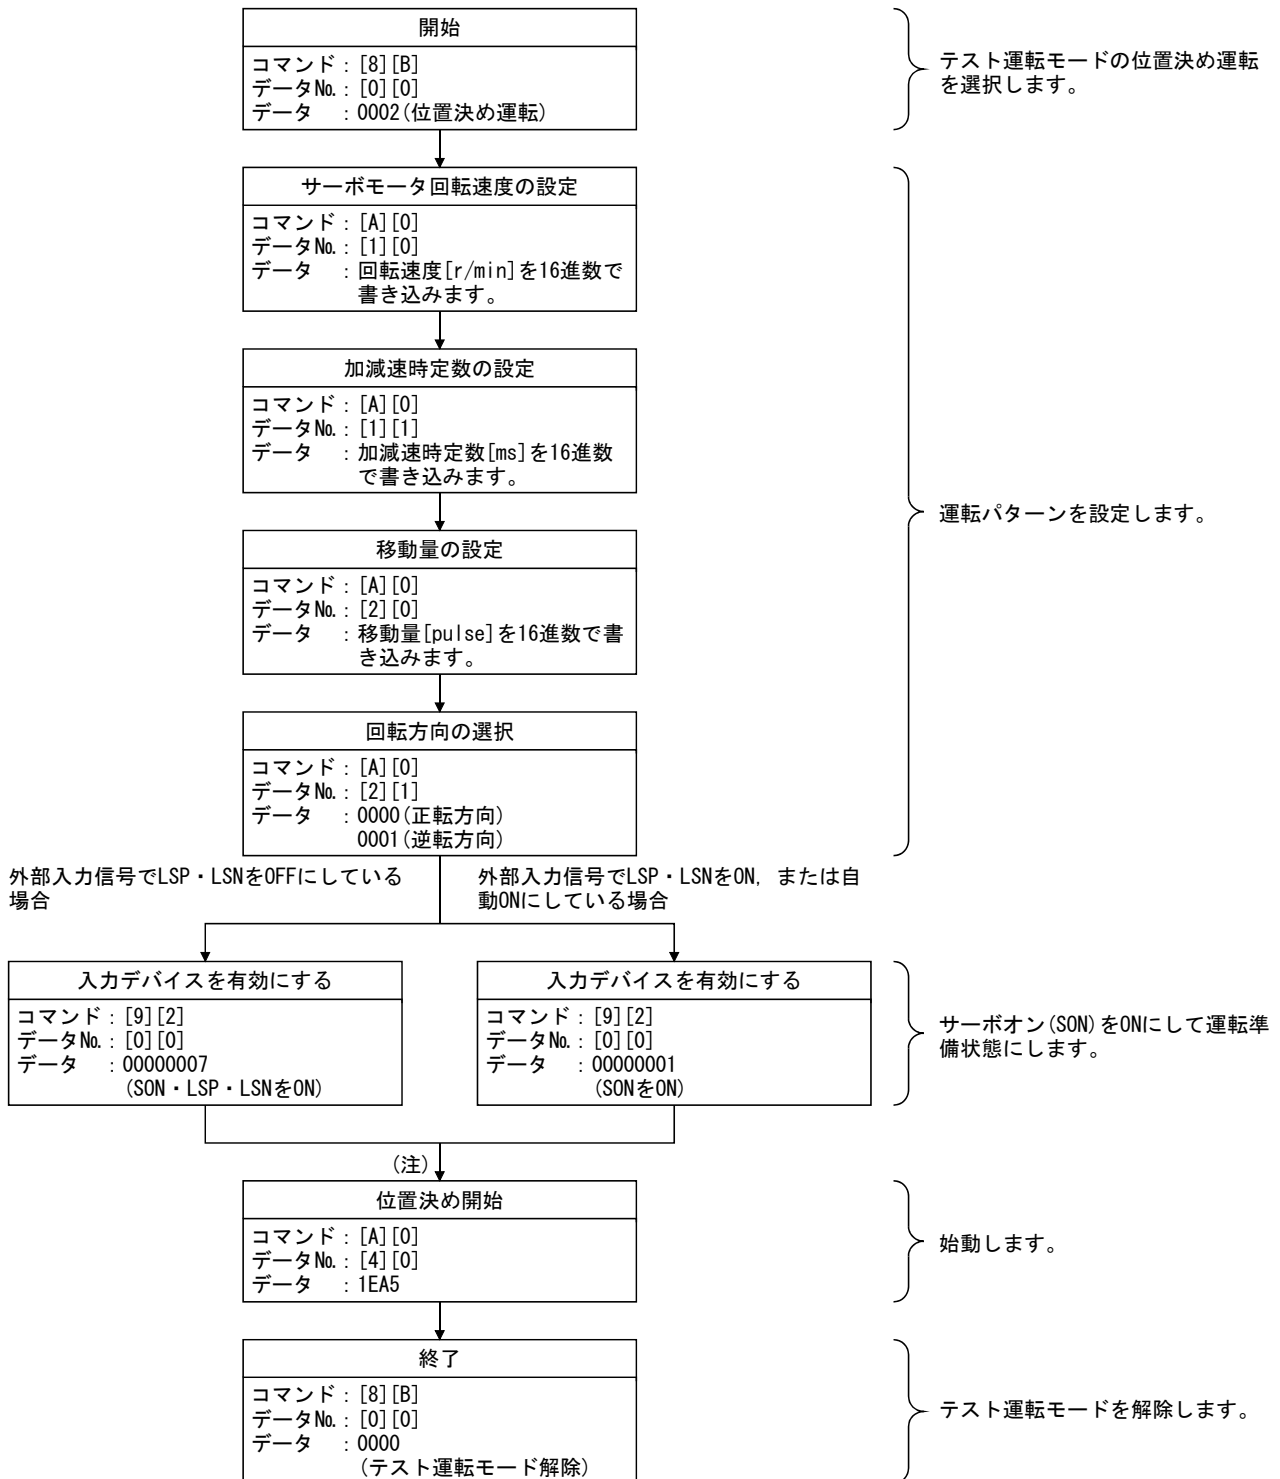 開始
コマンド：[8][B]
データNo.：[0][0]
データ　：0002(位置決め運転)
テスト運転モードの位置決め運転
を選択します。
サーボモータ回転速度の設定
コマンド：[A][0]
データNo.：[1][0]
データ　：回転速度[r/min]を16進数で
書き込みます。
加減速時定数の設定
コマンド：[A][0]
データNo.：[1][1]
データ　：加減速時定数[ms]を16進数
で書き込みます。
移動量の設定
コマンド：[A][0]
データNo.：[2][0]
データ　：移動量[pulse]を16進数で書
き込みます。
回転方向の選択
コマンド：[A][0]
データNo.：[2][1]
データ　：0000(正転方向)
0001(逆転方向)
運転パターンを設定します。
外部入力信号でLSP・LSNをOFFにしている
場合
外部入力信号でLSP・LSNをON，または自
動ONにしている場合
入力デバイスを有効にする
コマンド：[9][2]
データNo.：[0][0]
データ　：00000007
(SON・LSP・LSNをON)
入力デバイスを有効にする
コマンド：[9][2]
データNo.：[0][0]
データ　：00000001
(SONをON)
サーボオン(SON)をONにして運転準
備状態にします。
(注)
位置決め開始
コマンド：[A][0]
データNo.：[4][0]
データ　：1EA5
始動します。
終了
コマンド：[8][B]
データNo.：[0][0]
データ　：0000
(テスト運転モード解除)
テスト運転モードを解除します。